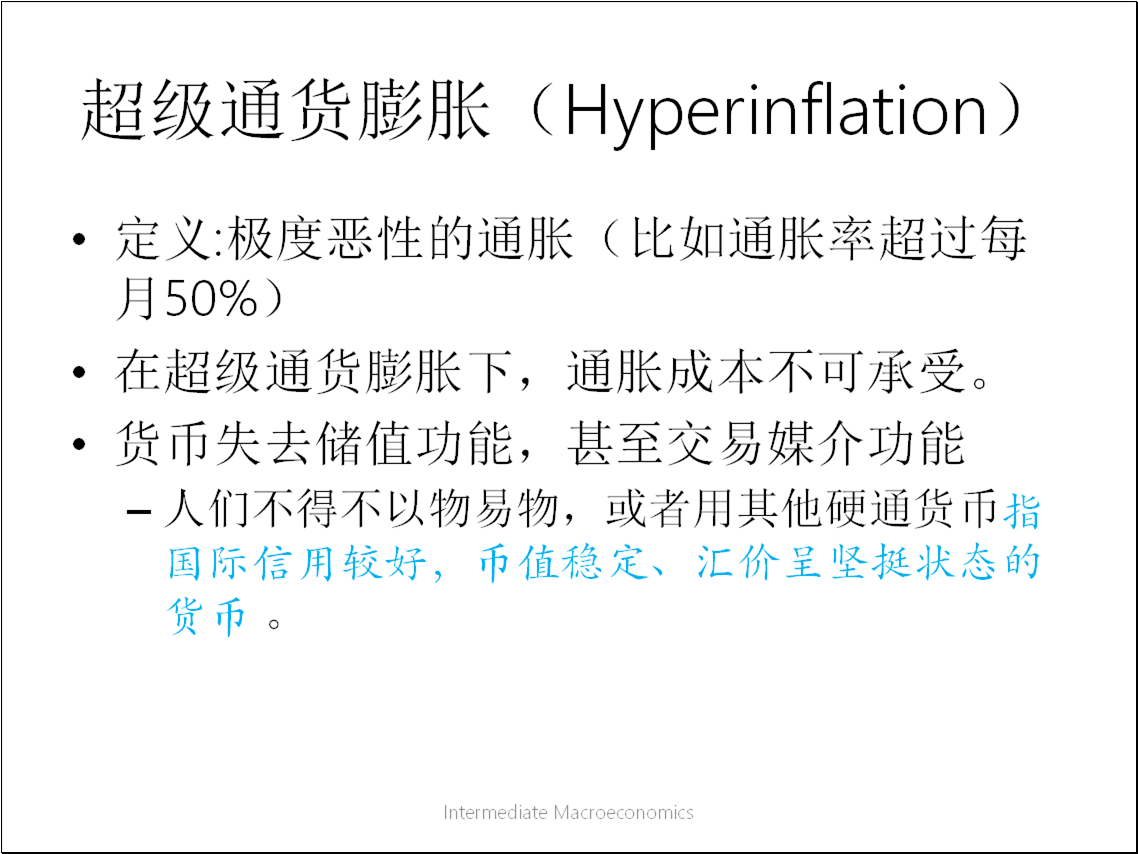 超级通货膨胀（Hyperinflation）
• 定义:极度恶性的通胀（比如通胀率超过每
月50%）
• 在超级通货膨胀下，通胀成本不可承受。
• 货币失去储值功能，甚至交易媒介功能
– 人们不得不以物易物，或者用其他硬通货币指
国际信用较好，币值稳定、汇价呈坚挺状态的
货币 。
Intermediate Macroeconomics